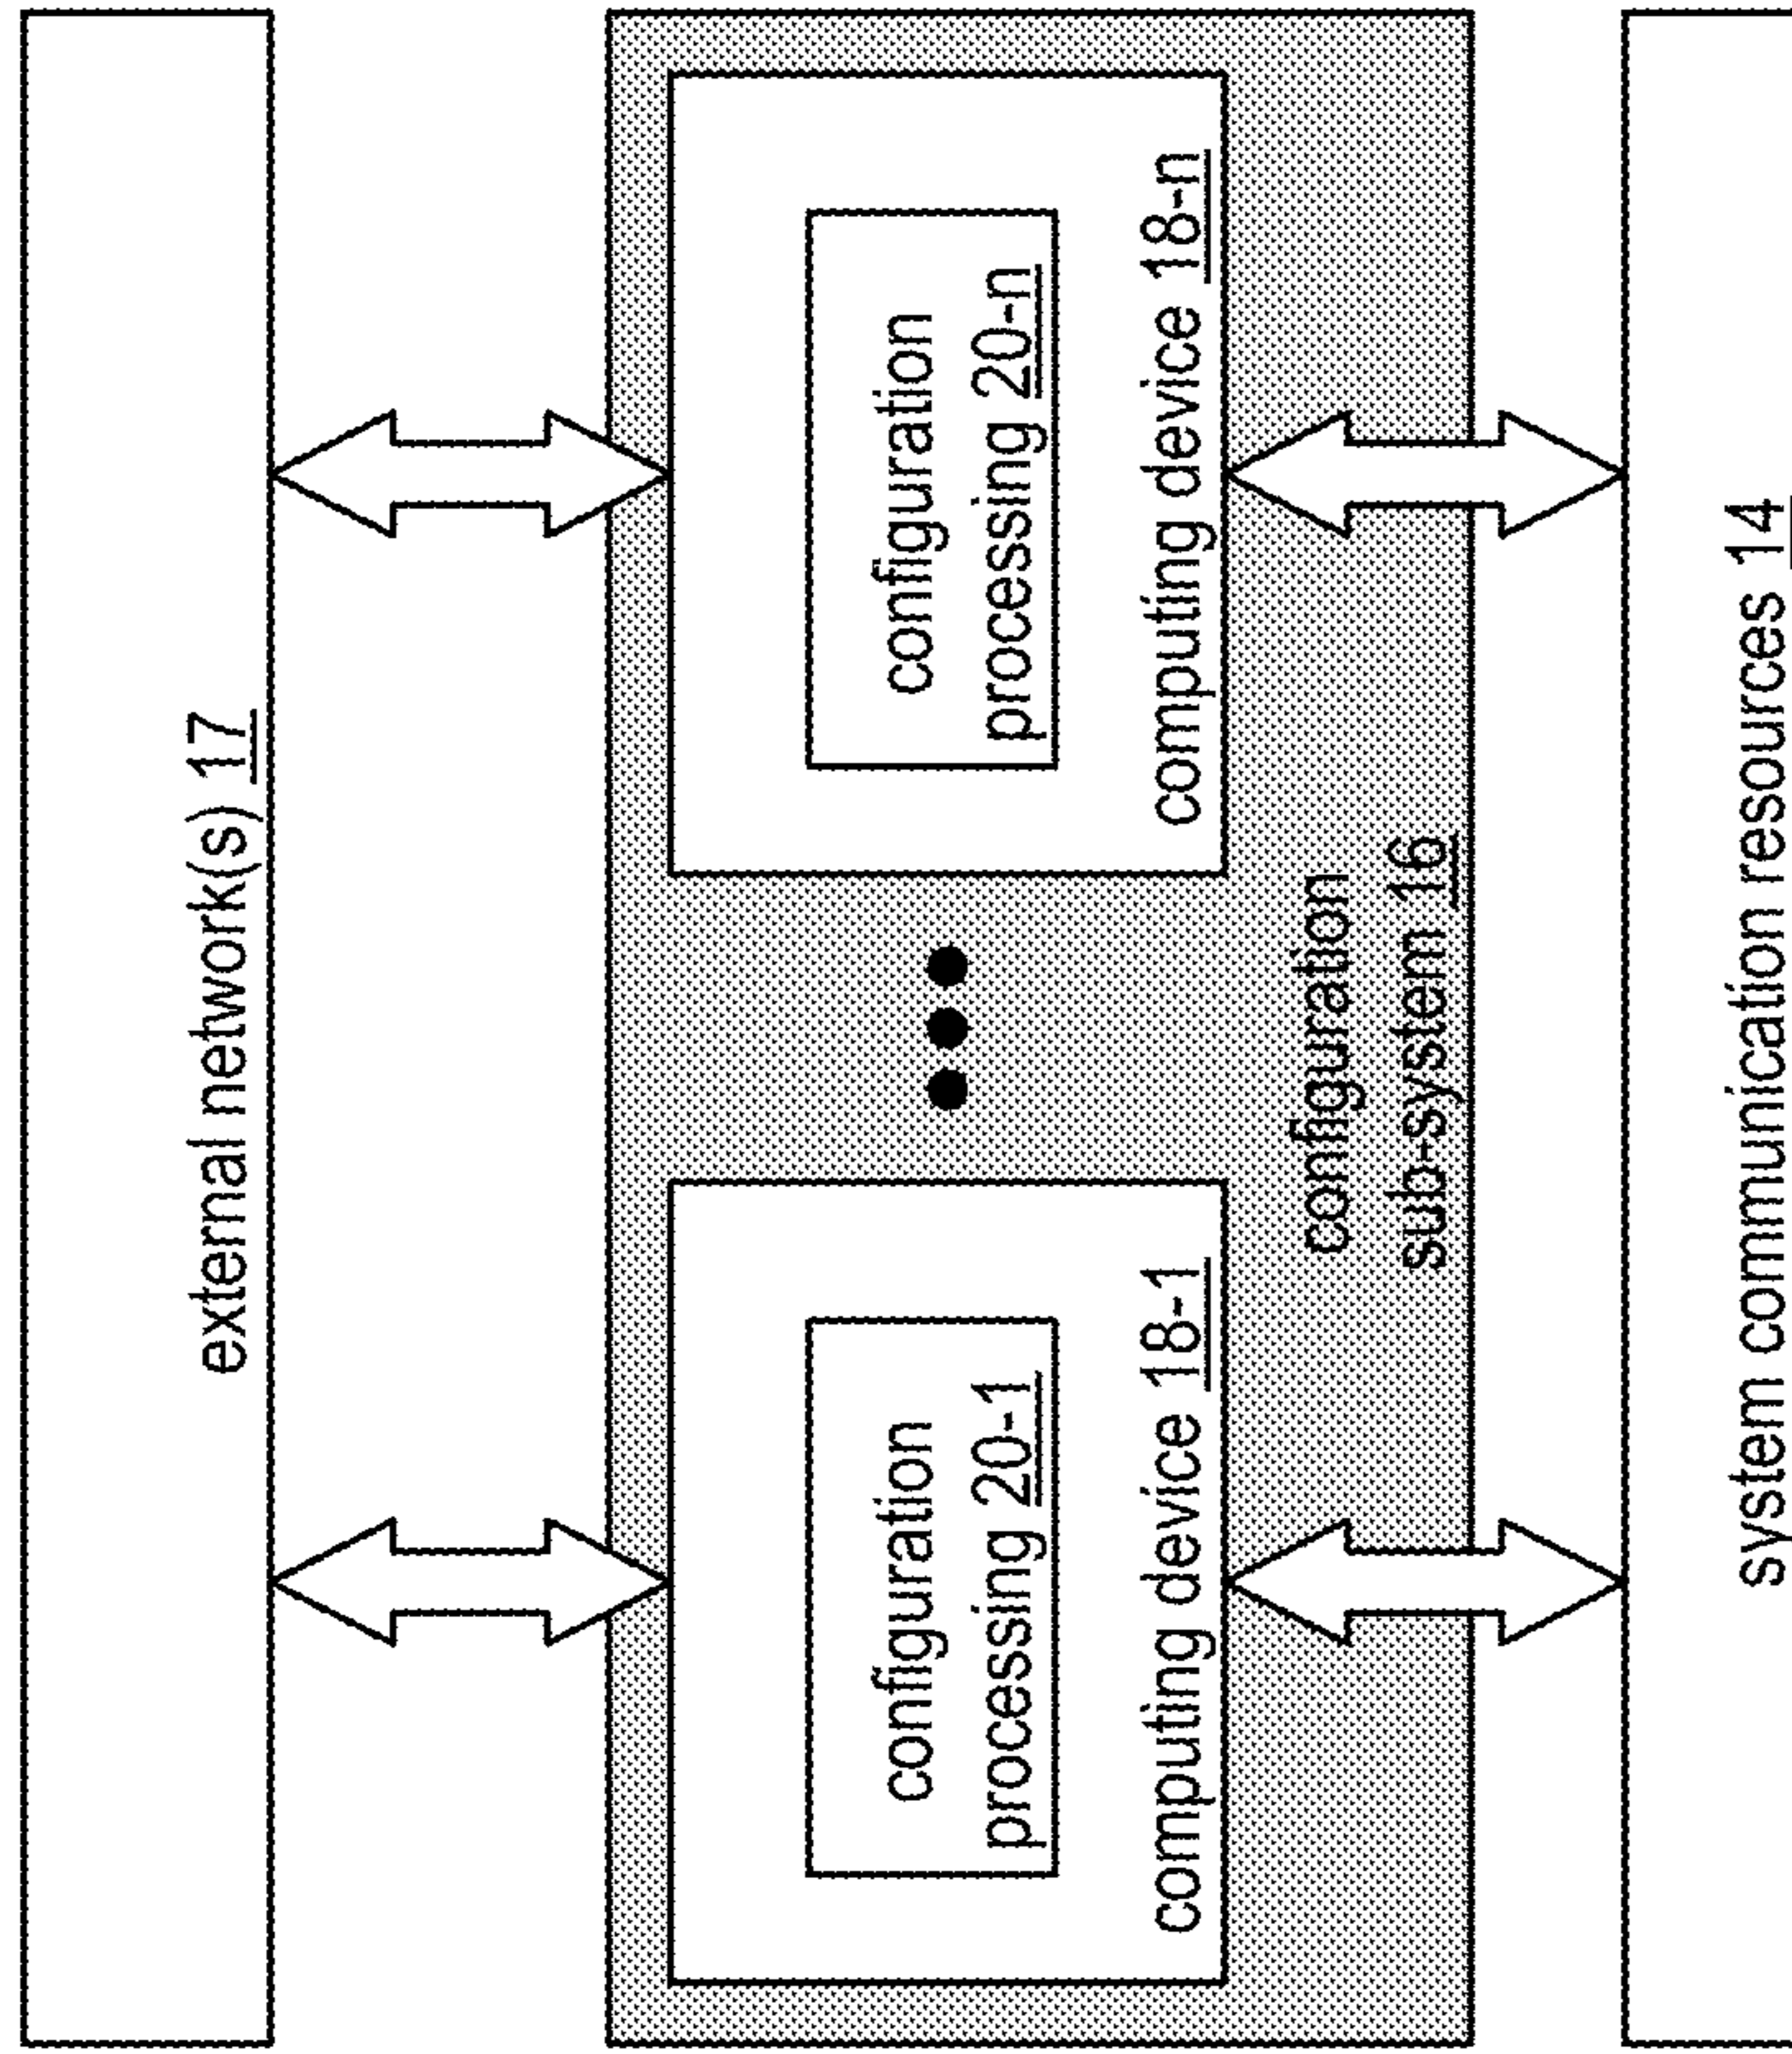 external network(s) 17
configuration
processing 20-1
computing device 18-1
configuration
processing 20-n
computing device 18-n
configuration
sub-system 16
system communication resources 14